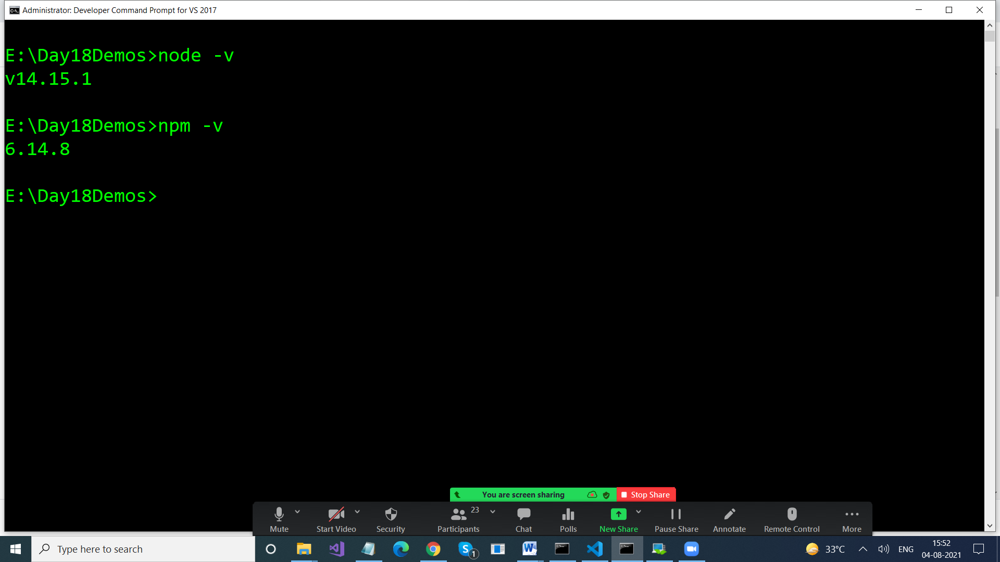 Administrator: Developer Command Prompt for VS 2017
E:\Day18Demos>node -v
v14.15.1
E:\Day18Demos>npm -v
6.14.8
E:\Day18Demos>
You are screen sharing
Stop Share
23
Mute
Start Video
Security
Participants
Chat
Polls
New Share
Pause Share
Annotate
Remote Control
More
Type here to search
S
1
33°C
ENG
15:52
04-08-2021